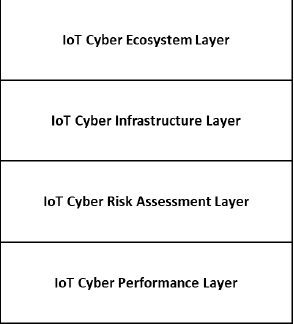 IoT Cyber Ecosystem Layer
IoT Cyber Infrastructure Layer
IoT Cyber Risk Assessment Layer
IoT Cyber Performance Layer